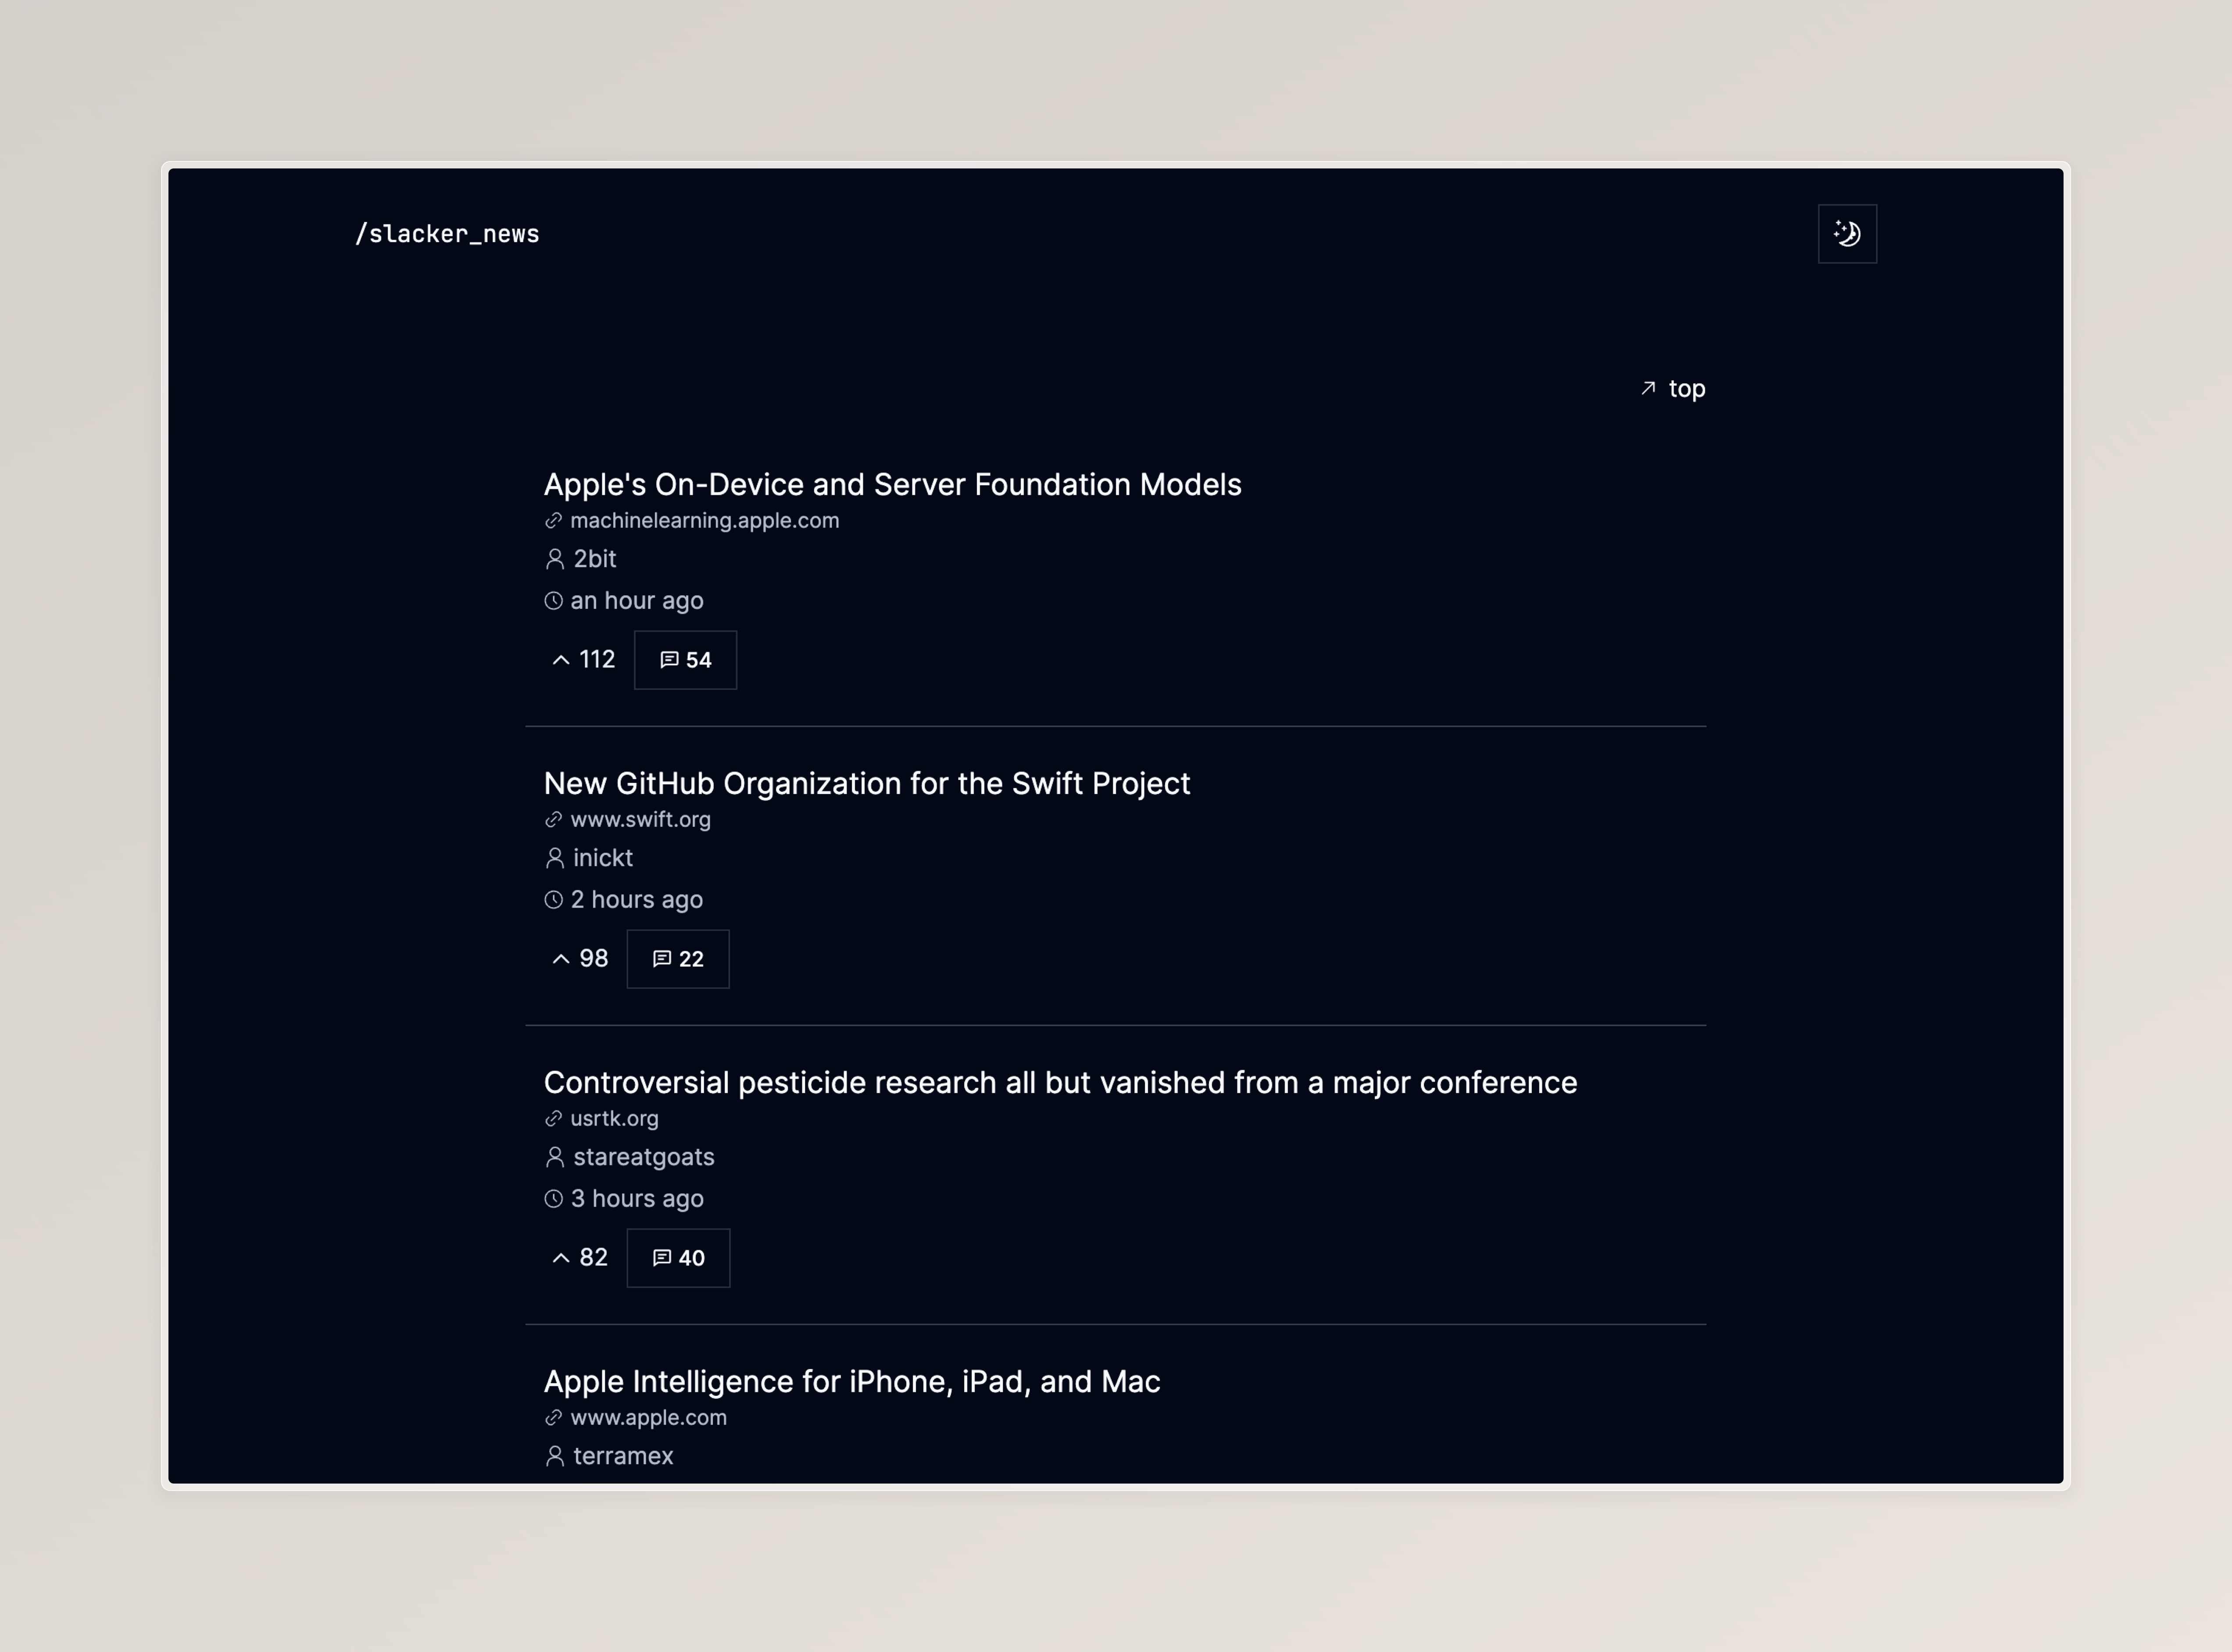 /slacker_news
top
Apple's On-Device and Server Foundation Models
machinelearning.apple.com
2bit
an hour ago
112 54
New GitHub Organization for the Swift Project
www.swift.org
inickt
2 hours ago
98 22
Controversial pesticide research all but vanished from a major conference
usrtk.org
stareatgoats
3 hours ago
82 40
Apple Intelligence for iPhone, iPad, and Mac
www.apple.com
terramex